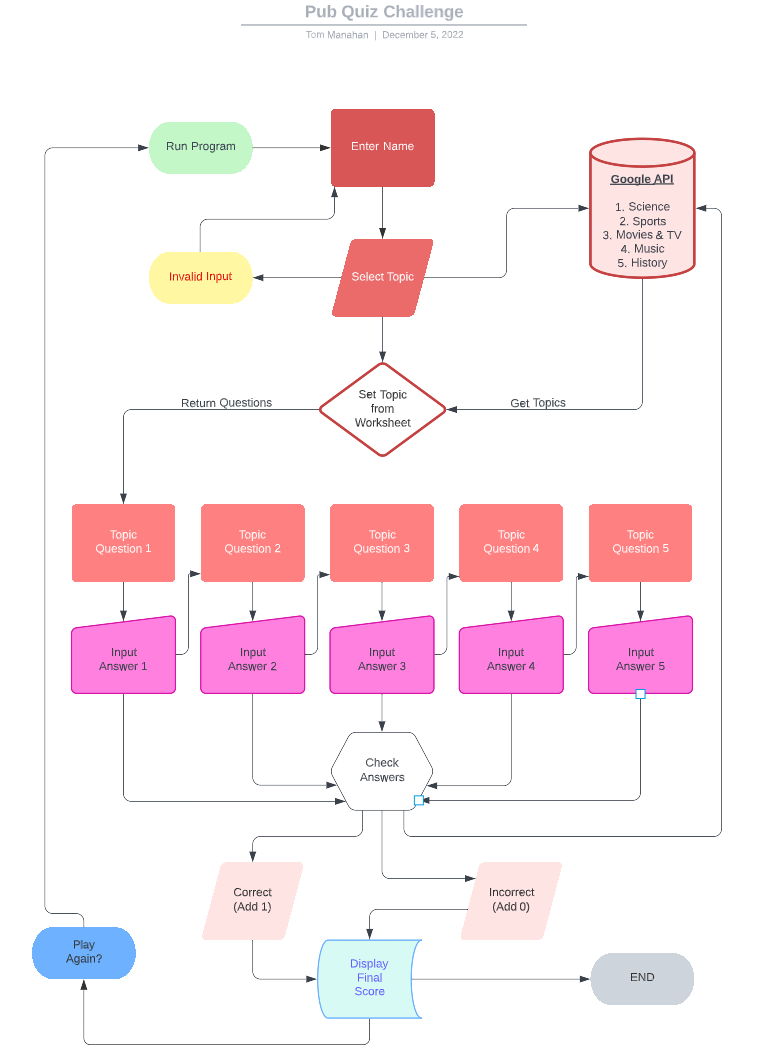 Pub Quiz Challenge
Tom Manahan | December 5, 2022
Run Program
Enter Name
Google API
1. Science
2. Sports
3. Movies & TV
4. Music
5. History
Invalid Input
Select Topic
Set Topic
from
Worksheet
Return Questions
Get Topics
Topic
Question 1
Topic
Question 2
Topic
Question 3
Topic
Question 4
Topic
Question 5
Input
Answer 1
Input
Answer 2
Input
Answer 3
Input
Answer 4
Input
Answer 5
Check
Answers
Correct
(Add 1)
Incorrect
(Add 0)
Play
Again?
Display
Final
Score
END